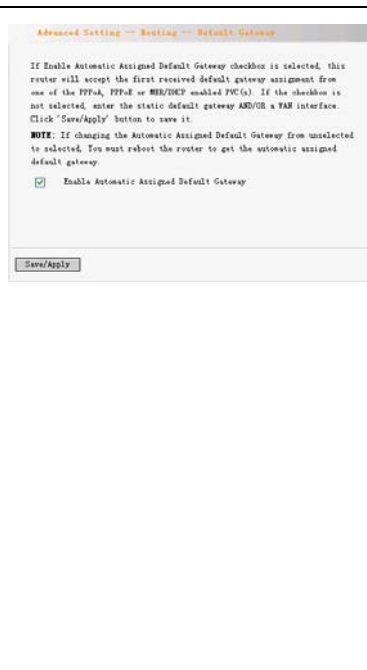 Advanced Setting -- Routing -- Default Gateway
If Enable Automatic Assigned Default Gateway checkbox is selected, this
router will accept the first received default gateway assignment from
one of the PPPoA, PPPoE or MER/DHCP enabled PVC(s). If the checkbox is
not selected, enter the static default gateway AND/OR a WAN interface.
Click 'Save/Apply' button to save it.
NOTE: If changing the Automatic Assigned Default Gateway from unselected
to selected, You must reboot the router to get the automatic assigned
default gateway.
Enable Automatic Assigned Default Gateway
Save/Apply